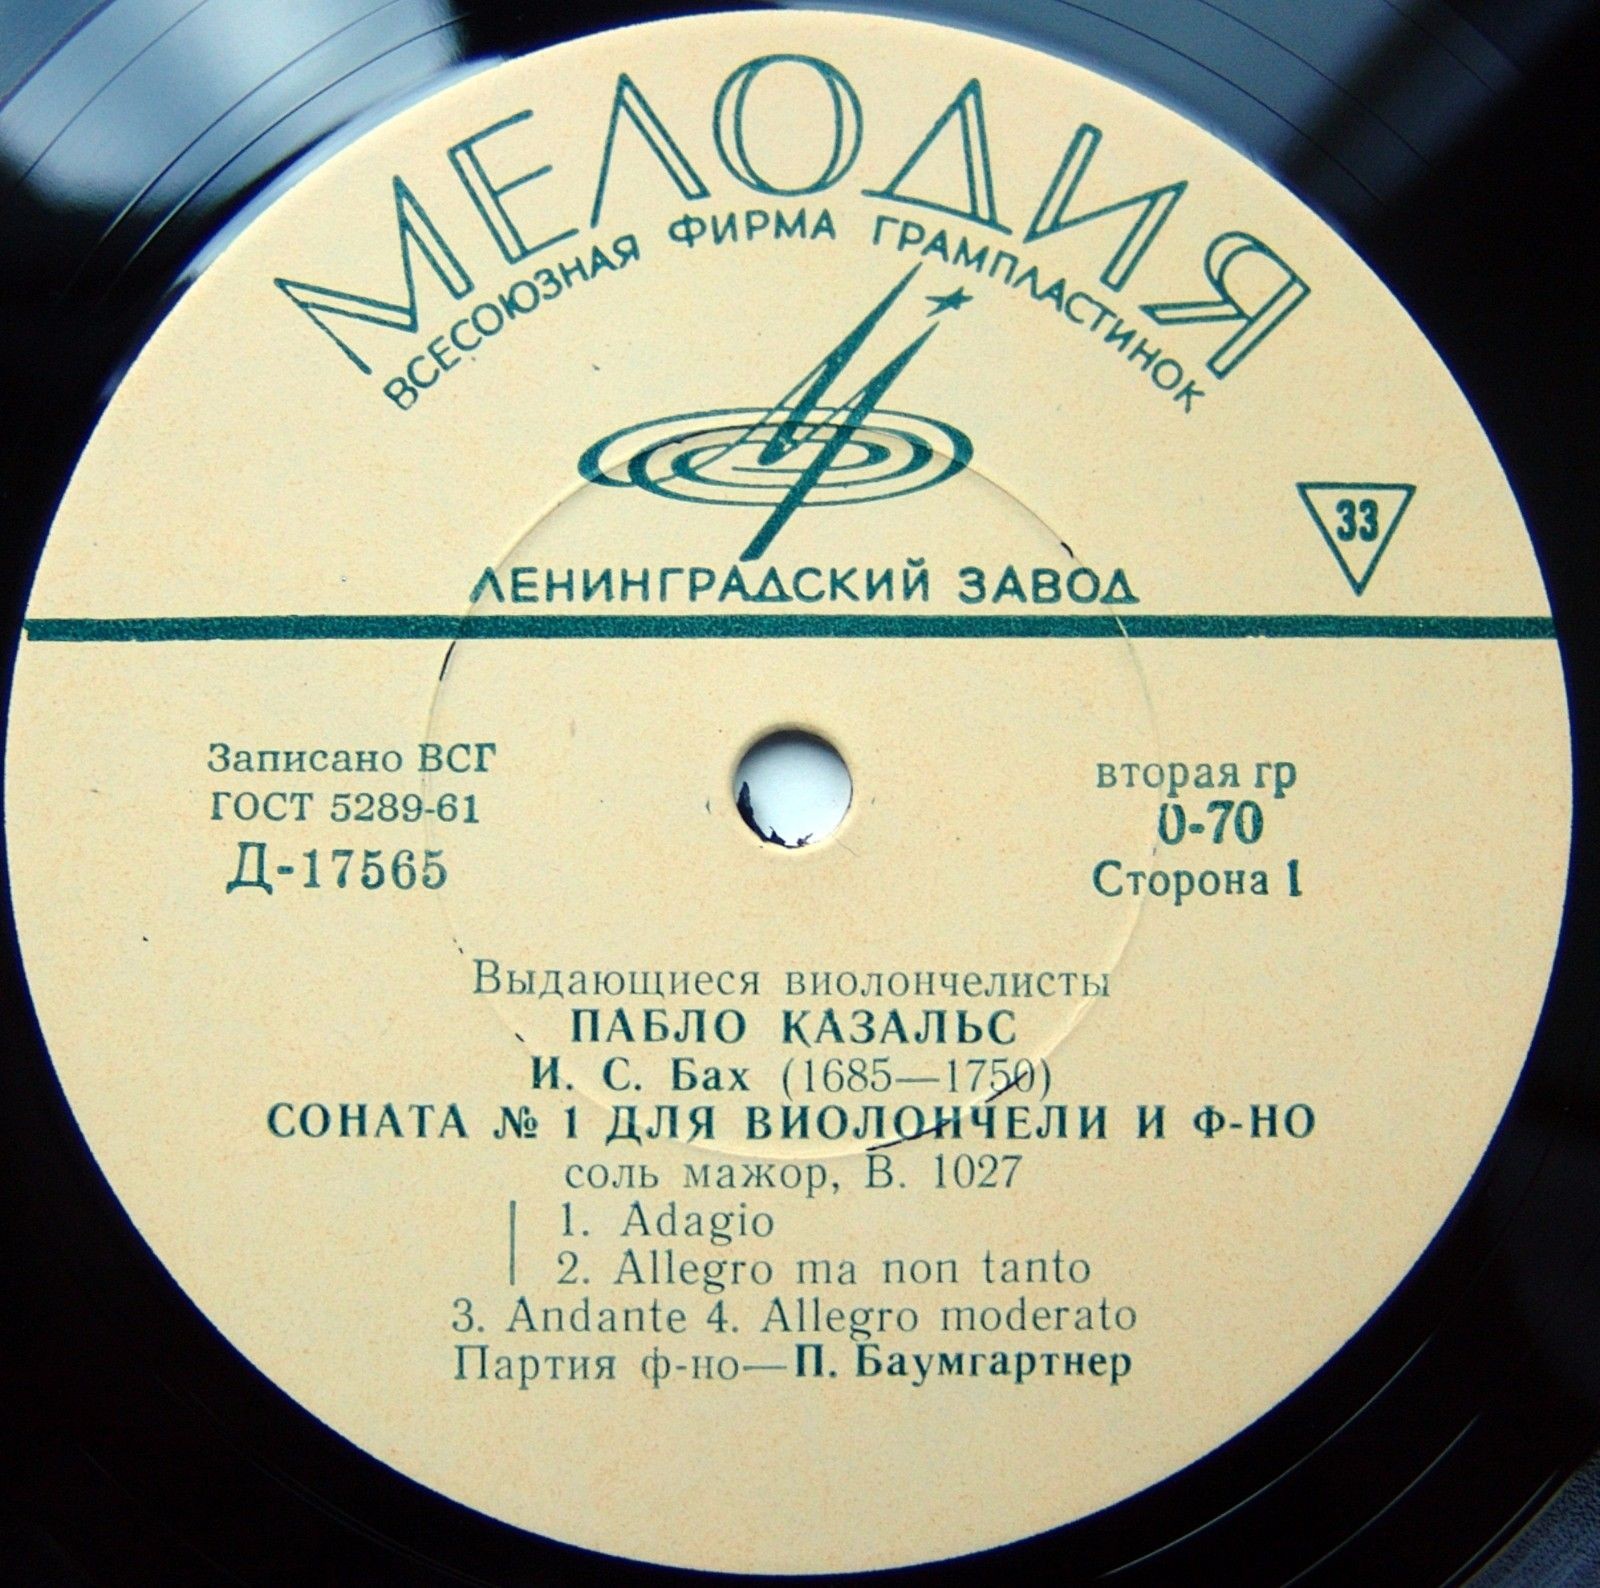 МЕЛОДИЯ
ВСЕСОЮЗНАЯ ФИРМА ГРАМПЛАСТИНОК
33
ЛЕНИНГРАДСКИЙ ЗАВОД
Записано ВСГ
ГОСТ 5289-61
Д-17565
вторая гр
0-70
Сторона 1
Выдающиеся виолончелисты
ПАБЛО КАЗАЛЬС
И. С. Бах (1685—1750)
СОНАТА № 1 ДЛЯ ВИОЛОНЧЕЛИ И Ф-НО
соль мажор, В. 1027
1. Adagio
2. Allegro ma non tanto
3. Andante 4. Allegro moderato
Партия ф-но—П. Баумгартнер